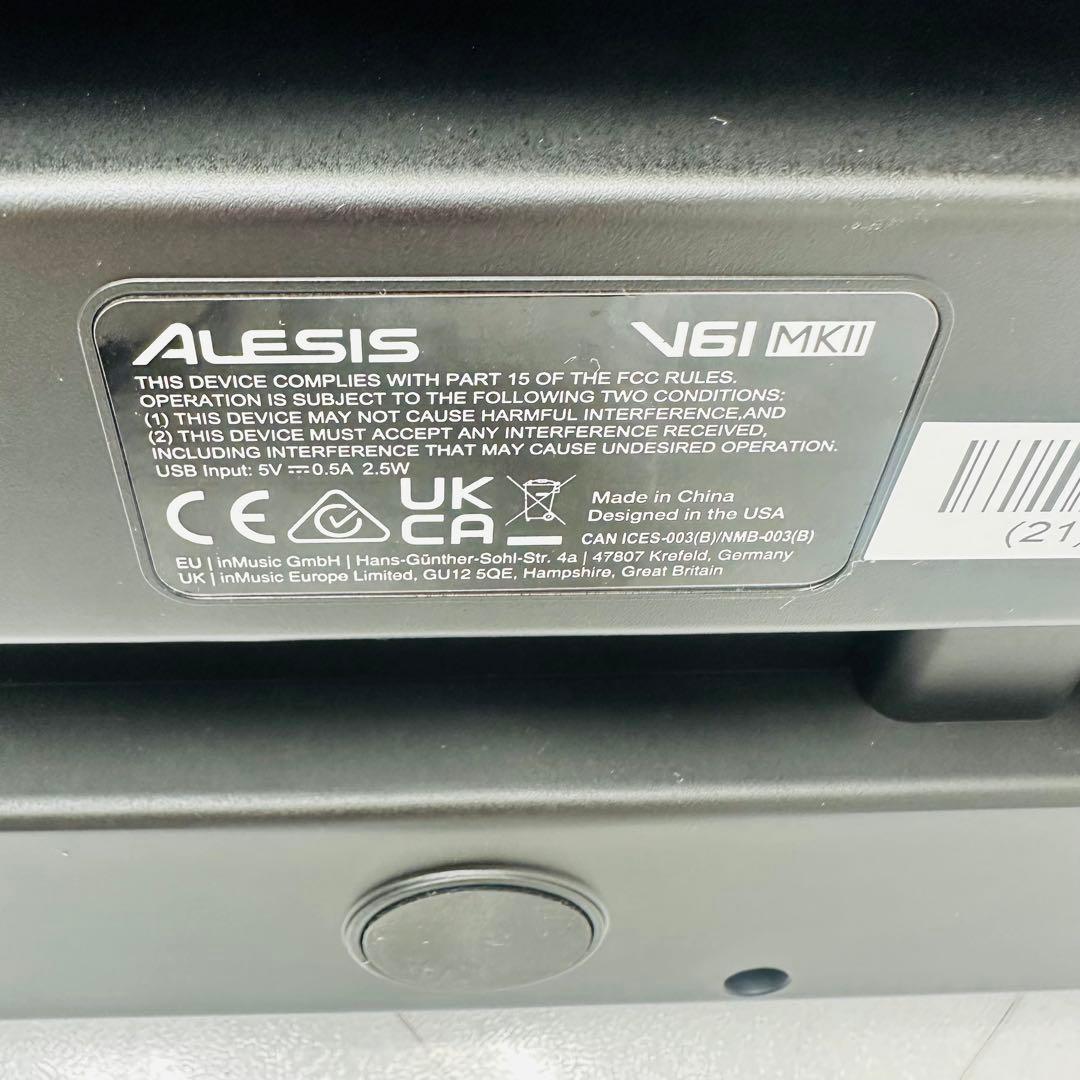 ALESIS V61 MKII
THIS DEVICE COMPLIES WITH PART 15 OF THE FCC RULES.
OPERATION IS SUBJECT TO THE FOLLOWING TWO CONDITIONS:
(1) THIS DEVICE MAY NOT CAUSE HARMFUL INTERFERENCE,AND
(2) THIS DEVICE MUST ACCEPT ANY INTERFERENCE RECEIVED,
INCLUDING INTERFERENCE THAT MAY CAUSE UNDESIRED OPERATION.
USB Input: 5V ⎓ 0.5A 2.5W
CE UK
CA
Made in China
Designed in the USA
CAN ICES-003(B)/NMB-003(B)
EU | inMusic GmbH | Hans-Günther-Sohl-Str. 4a | 47807 Krefeld, Germany
UK | inMusic Europe Limited, GU12 5QE, Hampshire, Great Britain
(21)